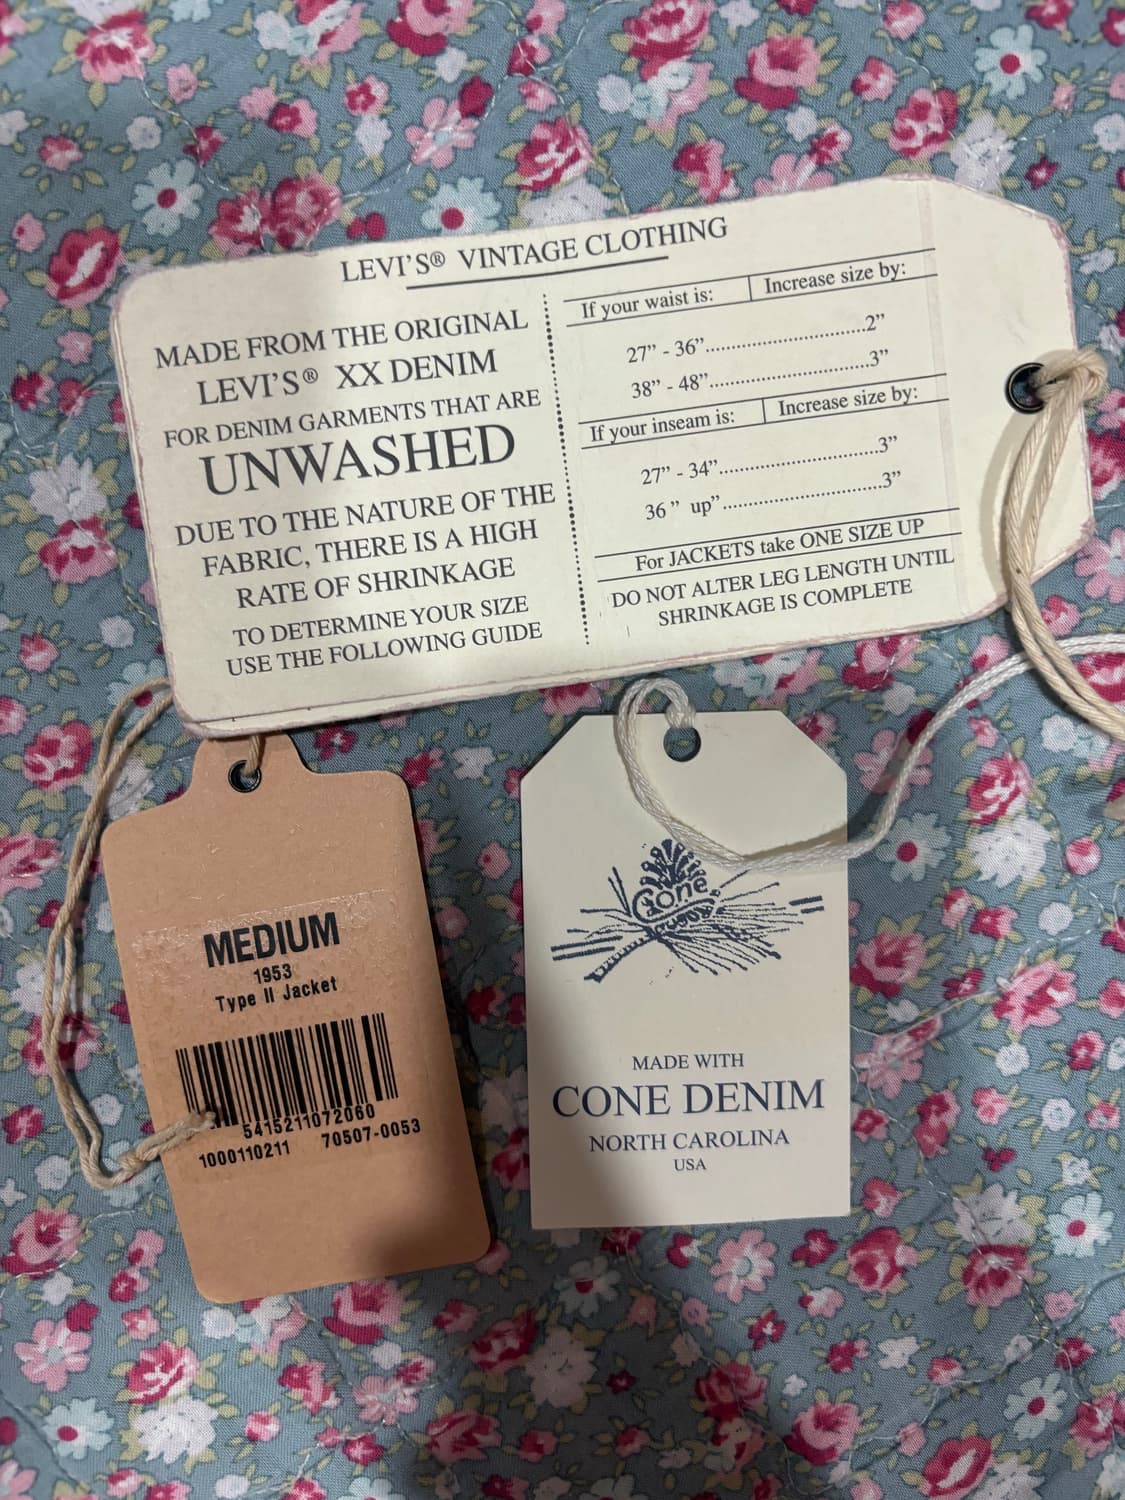 LEVI'S® VINTAGE CLOTHING
MADE FROM THE ORIGINAL
LEVI'S® XX DENIM
FOR DENIM GARMENTS THAT ARE
UNWASHED
DUE TO THE NATURE OF THE
FABRIC, THERE IS A HIGH
RATE OF SHRINKAGE
TO DETERMINE YOUR SIZE
USE THE FOLLOWING GUIDE
If your waist is: Increase size by:
27” - 36”..............................2”
38” - 48”..............................3”
If your inseam is: Increase size by:
27” - 34”..............................3”
36 ” up”..............................3”
For JACKETS take ONE SIZE UP
DO NOT ALTER LEG LENGTH UNTIL
SHRINKAGE IS COMPLETE
MEDIUM
1953
Type II Jacket
5415211072060
1000110211 70507-0053
Cone
MADE WITH
CONE DENIM
NORTH CAROLINA
USA